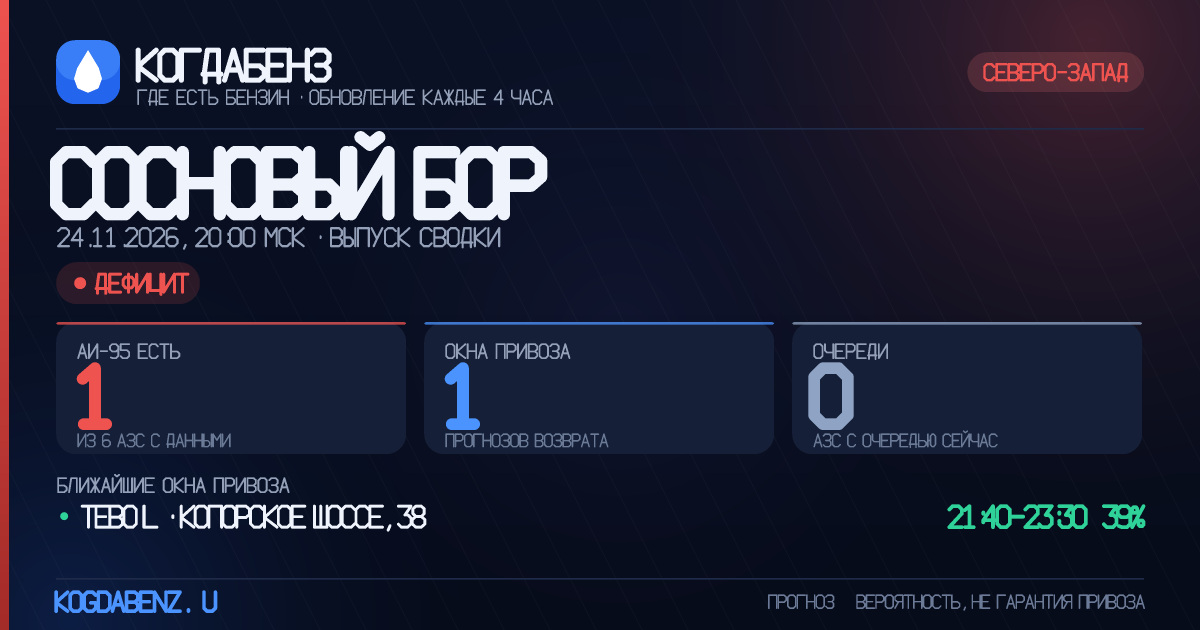 КОГДАБЕНЗ
ГДЕ ЕСТЬ БЕНЗИН · ОБНОВЛЕНИЕ КАЖДЫЕ 4 ЧАСА
СЕВЕРО-ЗАПАД
СОСНОВЫЙ БОР
24.11 2026, 20:00 МСК · ВЫПУСК СВОДКИ
• ДЕФИЦИТ
АИ-95 ЕСТЬ
1
ИЗ 6 АЗС С ДАННЫМИ
ОКНА ПРИВОЗА
1
ПРОГНОЗОВ ВОЗВРАТА
ОЧЕРЕДИ
0
АЗС С ОЧЕРЕДЬЮ СЕЙЧАС
БЛИЖАЙШИЕ ОКНА ПРИВОЗА
• TEBOL · КОПОРСКОЕ ШОССЕ, 38
21:40-23:30 39%
KOGDABENZ. U
ПРОГНОЗ ВЕРОЯТНОСТЬ, НЕ ГАРАНТИЯ ПРИВОЗА